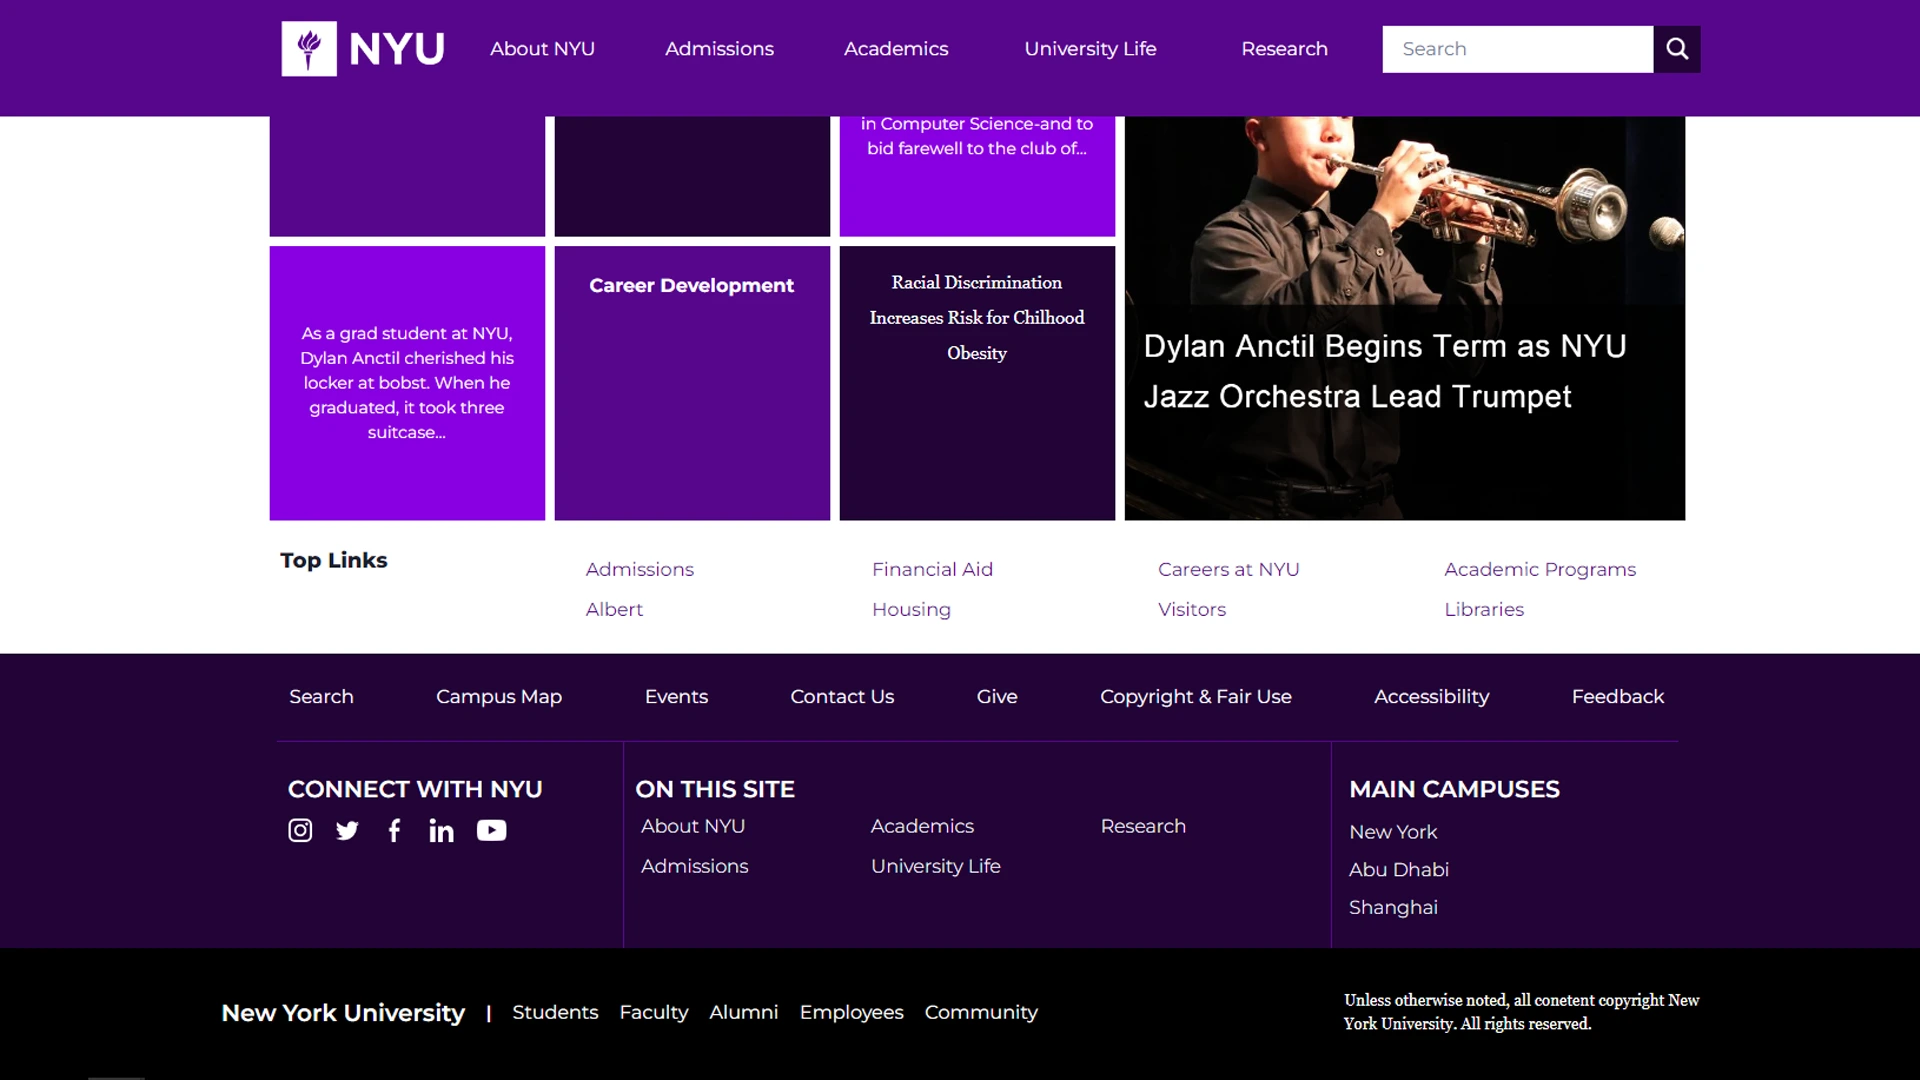 NYU
About NYU
Admissions
Academics
University Life
Research
Search
in Computer Science-and to
bid farewell to the club of...
As a grad student at NYU,
Dylan Anctil cherished his
locker at bobst. When he
graduated, it took three
suitcase...
Career Development
Racial Discrimination
Increases Risk for Chilhood
Obesity
Dylan Anctil Begins Term as NYU
Jazz Orchestra Lead Trumpet
Top Links
Admissions
Financial Aid
Careers at NYU
Academic Programs
Albert
Housing
Visitors
Libraries
Search
Campus Map
Events
Contact Us
Give
Copyright & Fair Use
Accessibility
Feedback
CONNECT WITH NYU
ON THIS SITE
About NYU
Academics
Research
Admissions
University Life
MAIN CAMPUSES
New York
Abu Dhabi
Shanghai
New York University | Students Faculty Alumni Employees Community
Unless otherwise noted, all conetent copyright New
York University. All rights reserved.